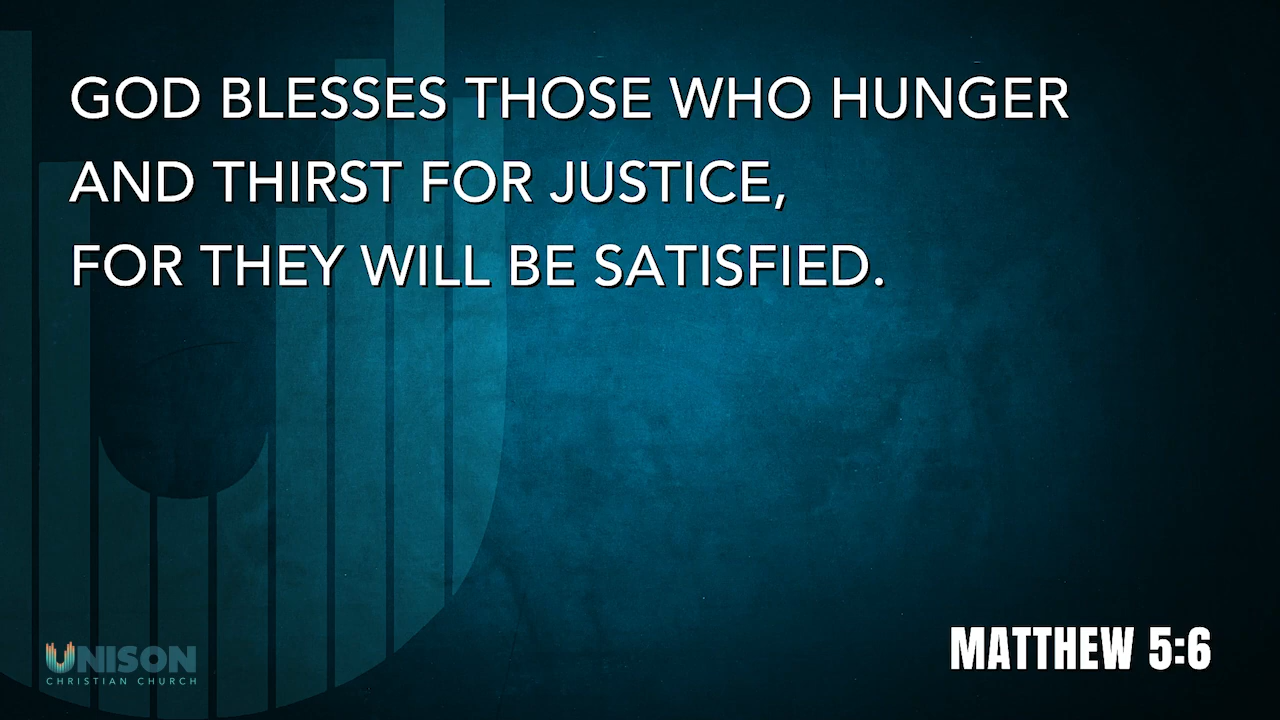 GOD BLESSES THOSE WHO HUNGER
AND THIRST FOR JUSTICE,
FOR THEY WILL BE SATISFIED.
MATTHEW 5:6
UNISON
CHRISTIAN CHURCH